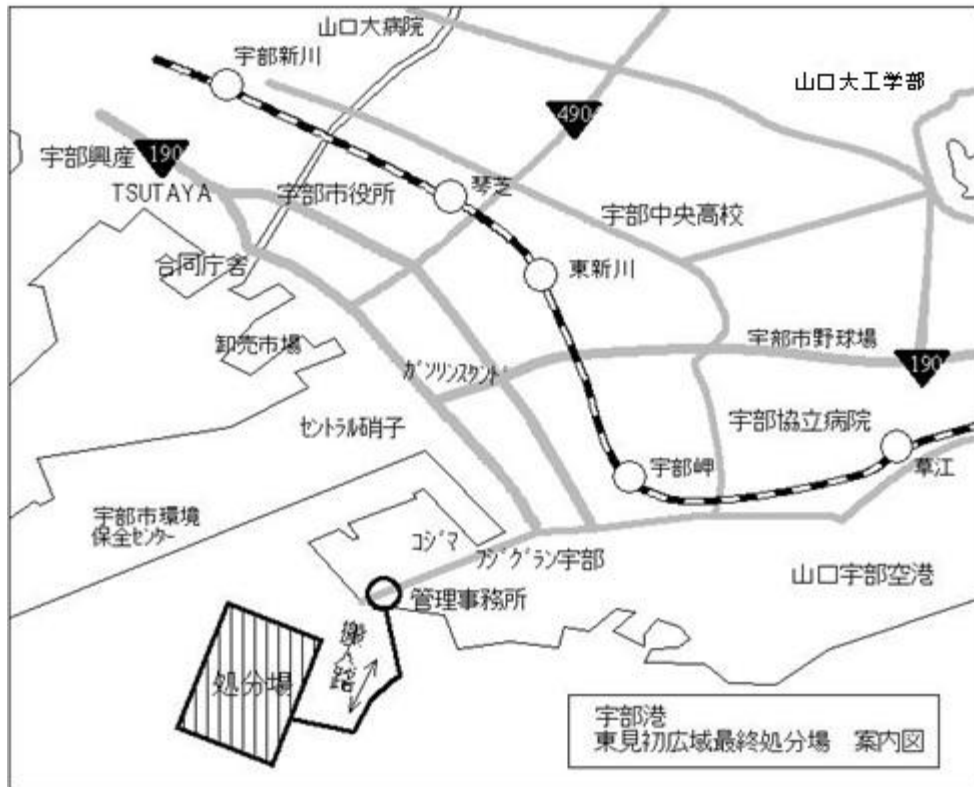 山口大病院
宇部新川
山口大工学部
490
宇部興産
190
TSUTAYA
宇部市役所
琴芝
宇部中央高校
合同庁舎
東新川
卸売市場
宇部市野球場
ガソリンスタンド
190
セントラル硝子
宇部協立病院
宇部岬
草江
宇部市環境
保全センター
コジマ
フジグラン宇部
山口宇部空港
管理事務所
搬入路
処分場
宇部港
東見初広域最終処分場 案内図